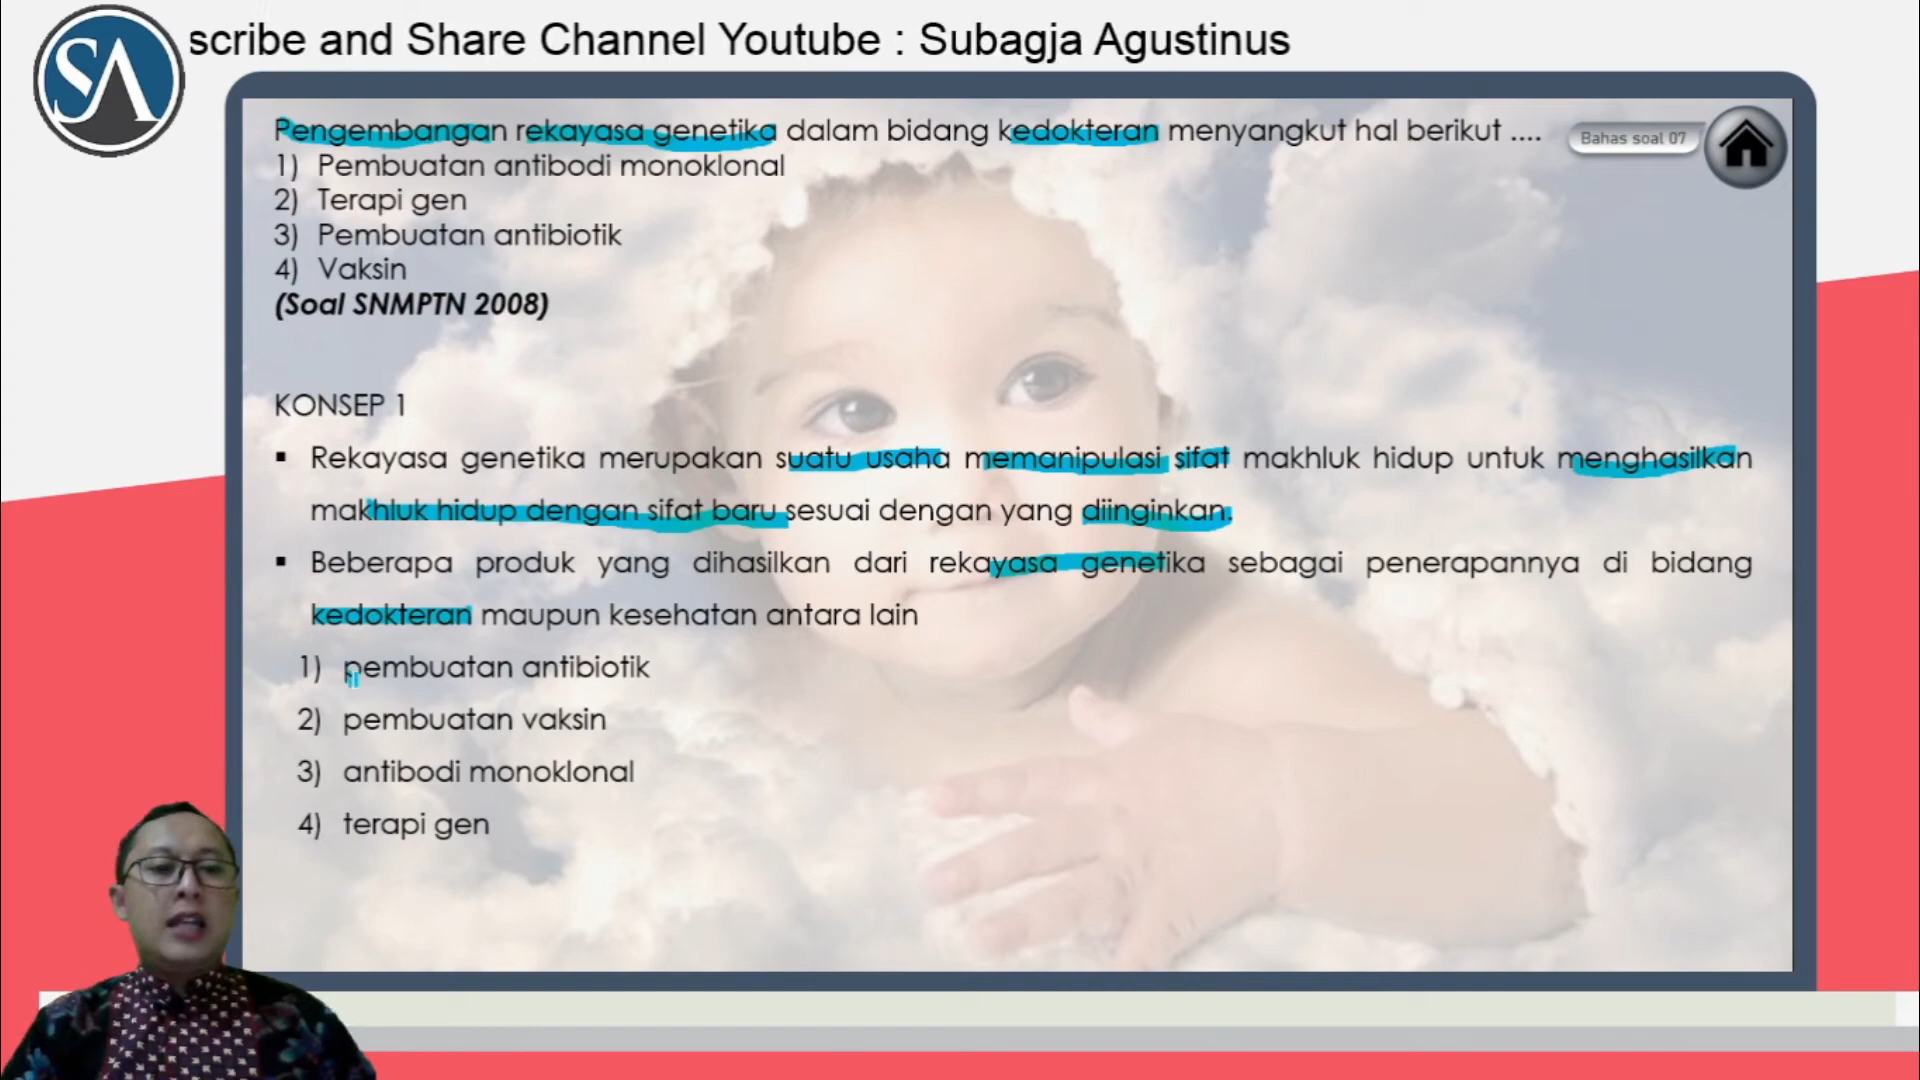 SA
scribe and Share Channel Youtube : Subagja Agustinus
Pengembangan rekayasa genetika dalam bidang kedokteran menyangkut hal berikut ....
Bahas soal 07
1) Pembuatan antibodi monoklonal
2) Terapi gen
3) Pembuatan antibiotik
4) Vaksin
(Soal SNMPTN 2008)
KONSEP 1
▪ Rekayasa genetika merupakan suatu usaha memanipulasi sifat makhluk hidup untuk menghasilkan
makhluk hidup dengan sifat baru sesuai dengan yang diinginkan.
▪ Beberapa produk yang dihasilkan dari rekayasa genetika sebagai penerapannya di bidang
kedokteran maupun kesehatan antara lain
1) pembuatan antibiotik
2) pembuatan vaksin
3) antibodi monoklonal
4) terapi gen